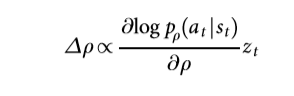 Δρ ∝ ∂log p_ρ(a_t|s_t) / ∂ρ z_t